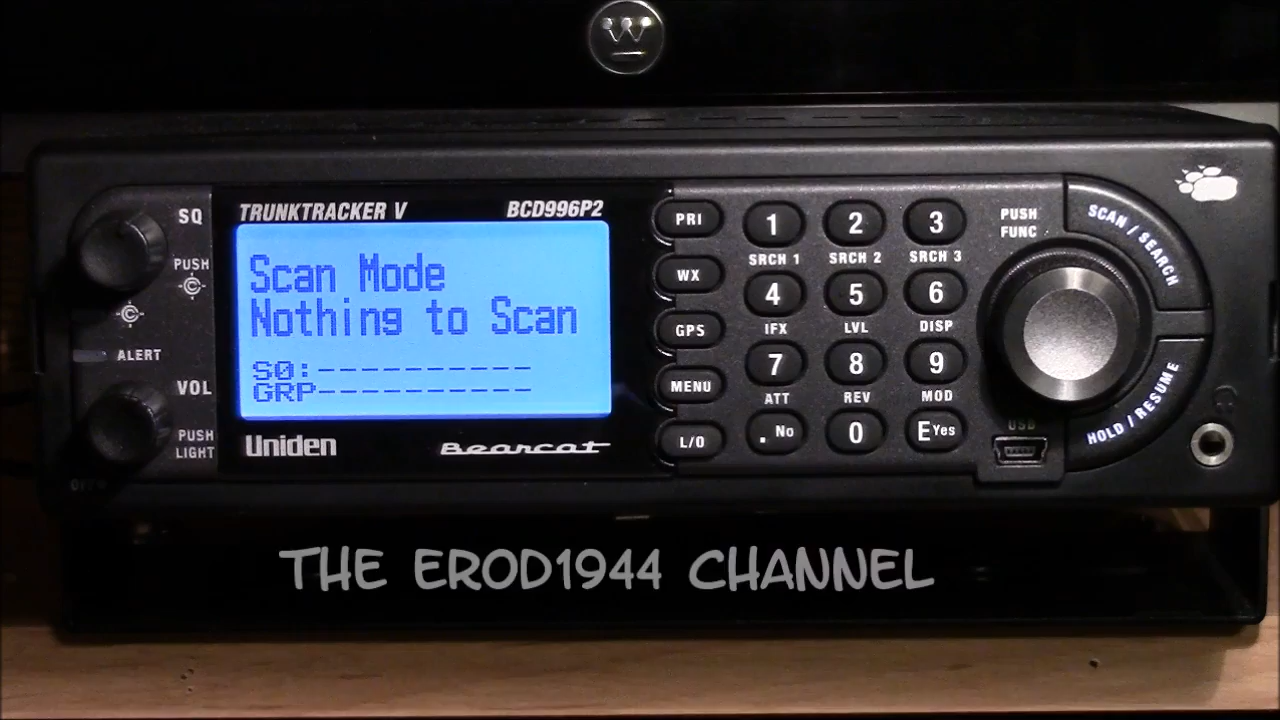 W
TRUNKTRACKER V BCD996P2
SQ
PUSH
ALERT
VOL
PUSH
LIGHT
Scan Mode
Nothing to Scan
S0:----------
GRP----------
Uniden Bearcat
PRI
WX
GPS
MENU
L/O
1 2 3
SRCH 1 SRCH 2 SRCH 3
4 5 6
IFX LVL DISP
7 8 9
ATT REV MOD
. No 0 E Yes
PUSH
FUNC
SCAN / SEARCH
HOLD / RESUME
USB
THE EROD1944 CHANNEL